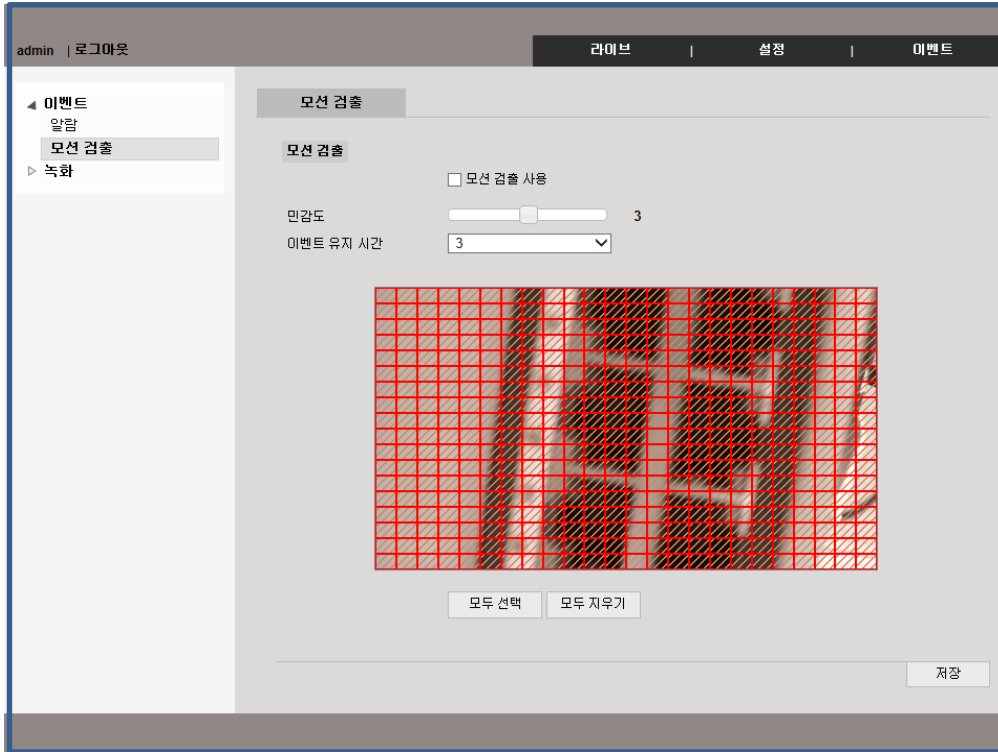 admin | 로그아웃
라이브 | 설정 | 이벤트
이벤트
알람
모션 검출
녹화
모션 검출
모션 검출
모션 검출 사용
민감도 3
이벤트 유지 시간 3
모두 선택 모두 지우기
저장